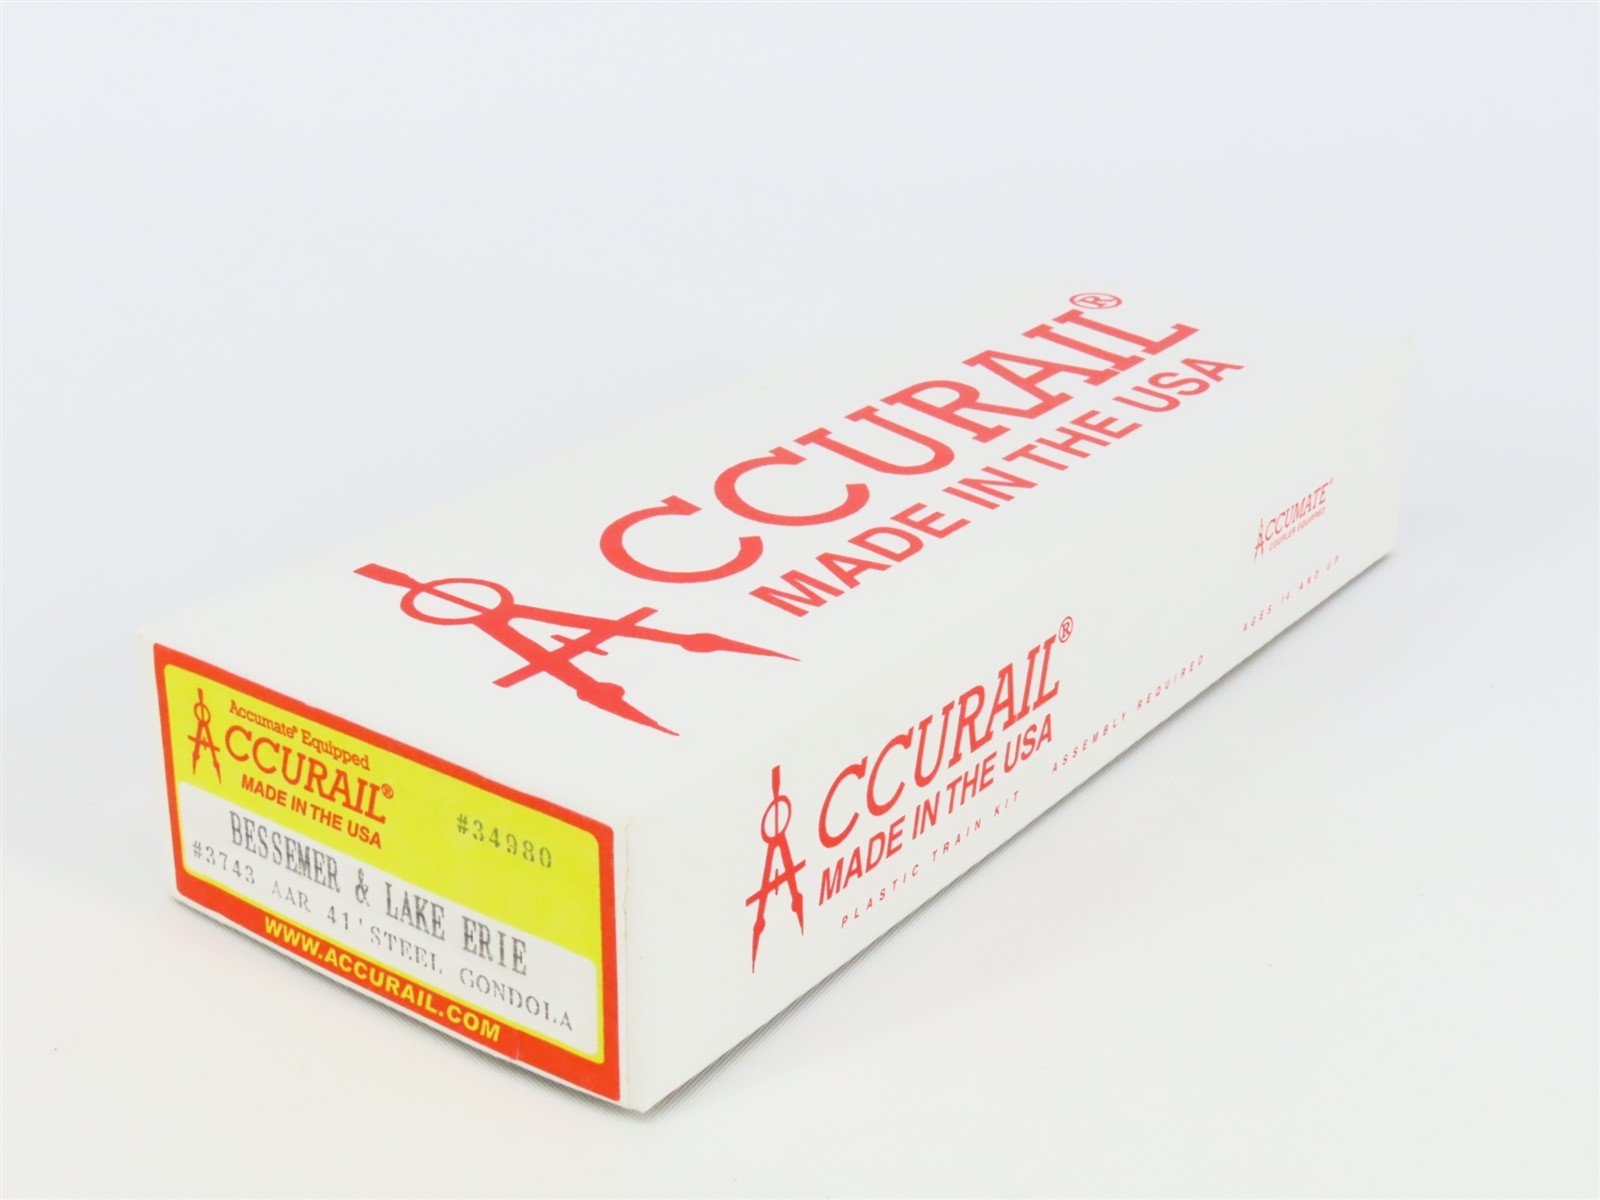 ACCURAIL®
MADE IN THE USA
Accumate® Equipped
ACCURAIL®
MADE IN THE USA
#34980
BESSEMER & LAKE ERIE
#3743 AAR 41' STEEL GONDOLA
WWW.ACCURAIL.COM
ACCURAIL®
MADE IN THE USA
PLASTIC TRAIN KIT ASSEMBLY REQUIRED AGES 14 AND UP
ACCUMATE®
COUPLER EQUIPPED